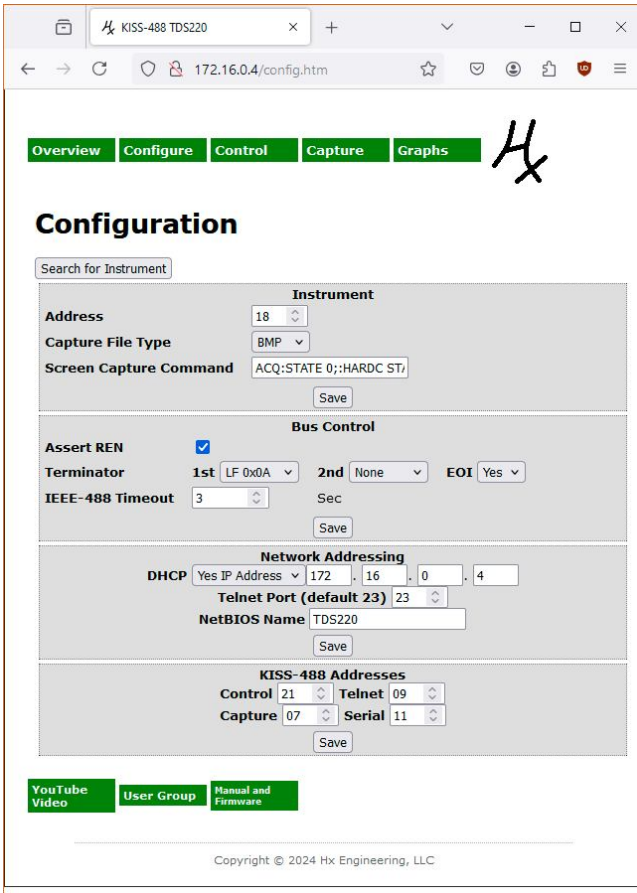 Hx KISS-488 TDS220
172.16.0.4/config.htm
Overview Configure Control Capture Graphs Hx
Configuration
Search for Instrument
Instrument
Address 18
Capture File Type BMP
Screen Capture Command ACQ:STATE 0;:HARDC STA
Save
Bus Control
Assert REN
Terminator 1st LF 0x0A 2nd None EOI Yes
IEEE-488 Timeout 3 Sec
Save
Network Addressing
DHCP Yes IP Address 172 . 16 . 0 . 4
Telnet Port (default 23) 23
NetBIOS Name TDS220
Save
KISS-488 Addresses
Control 21 Telnet 09
Capture 07 Serial 11
Save
YouTube Video User Group Manual and Firmware
Copyright © 2024 Hx Engineering, LLC